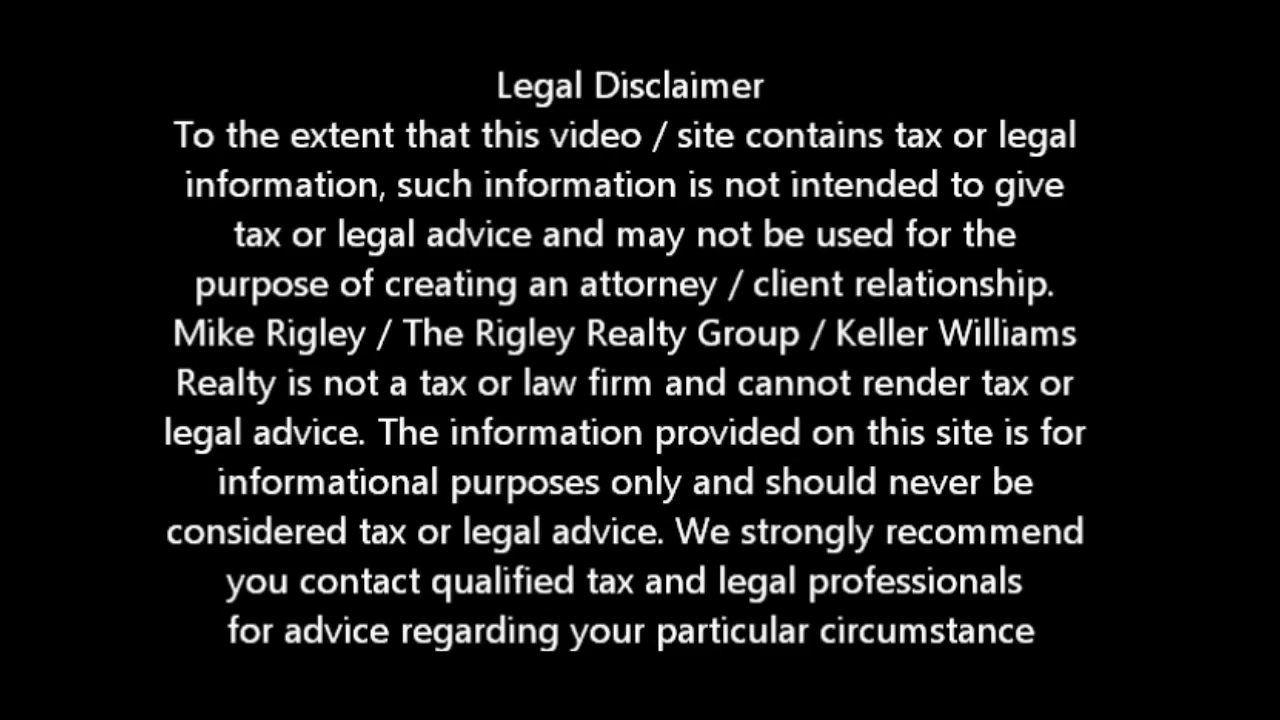 Legal Disclaimer
To the extent that this video / site contains tax or legal
information, such information is not intended to give
tax or legal advice and may not be used for the
purpose of creating an attorney / client relationship.
Mike Rigley / The Rigley Realty Group / Keller Williams
Realty is not a tax or law firm and cannot render tax or
legal advice. The information provided on this site is for
informational purposes only and should never be
considered tax or legal advice. We strongly recommend
you contact qualified tax and legal professionals
for advice regarding your particular circumstance